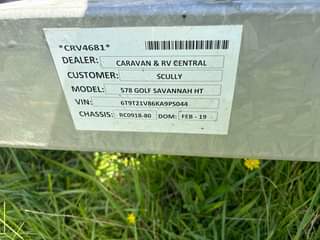 *CRV4681*
DEALER: CARAVAN & RV CENTRAL
CUSTOMER: SCULLY
MODEL: 578 GOLF SAVANNAH HT
VIN: 6T9T21V86KA9PS044
CHASSIS: RC0918-80 DOM: FEB - 19